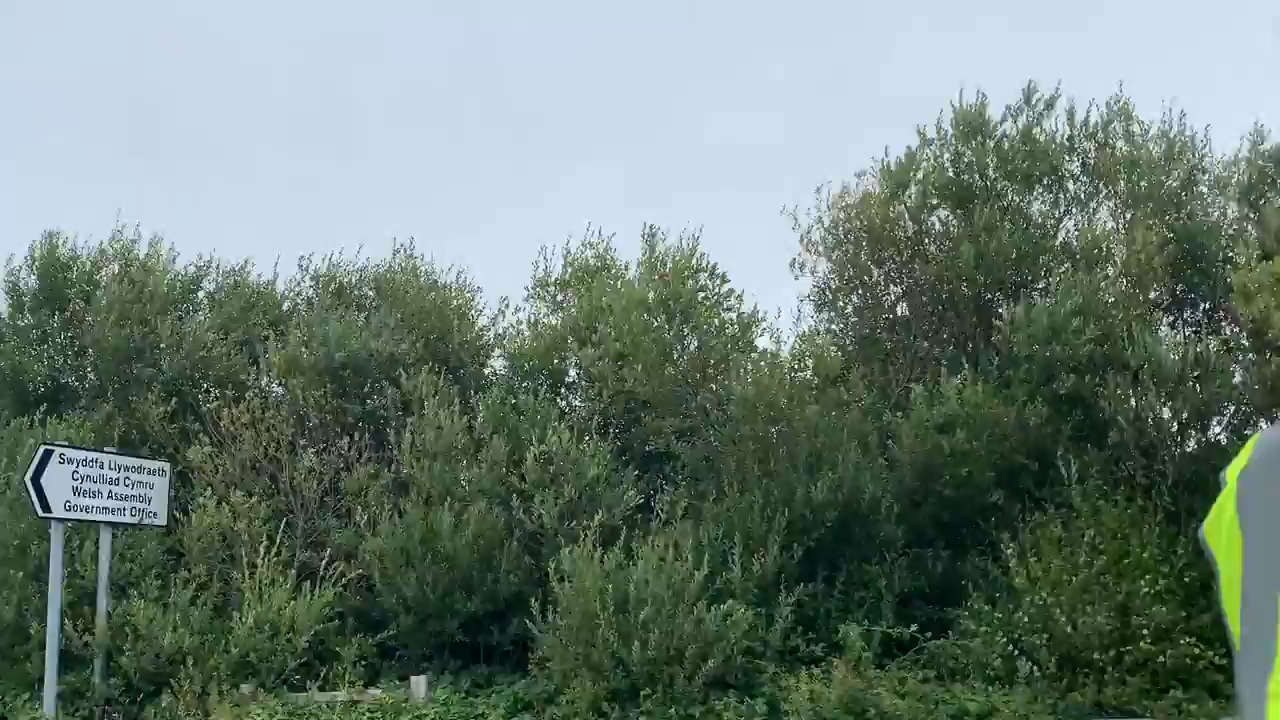 Swyddfa Llywodraeth
Cynulliad Cymru
Welsh Assembly
Government Office